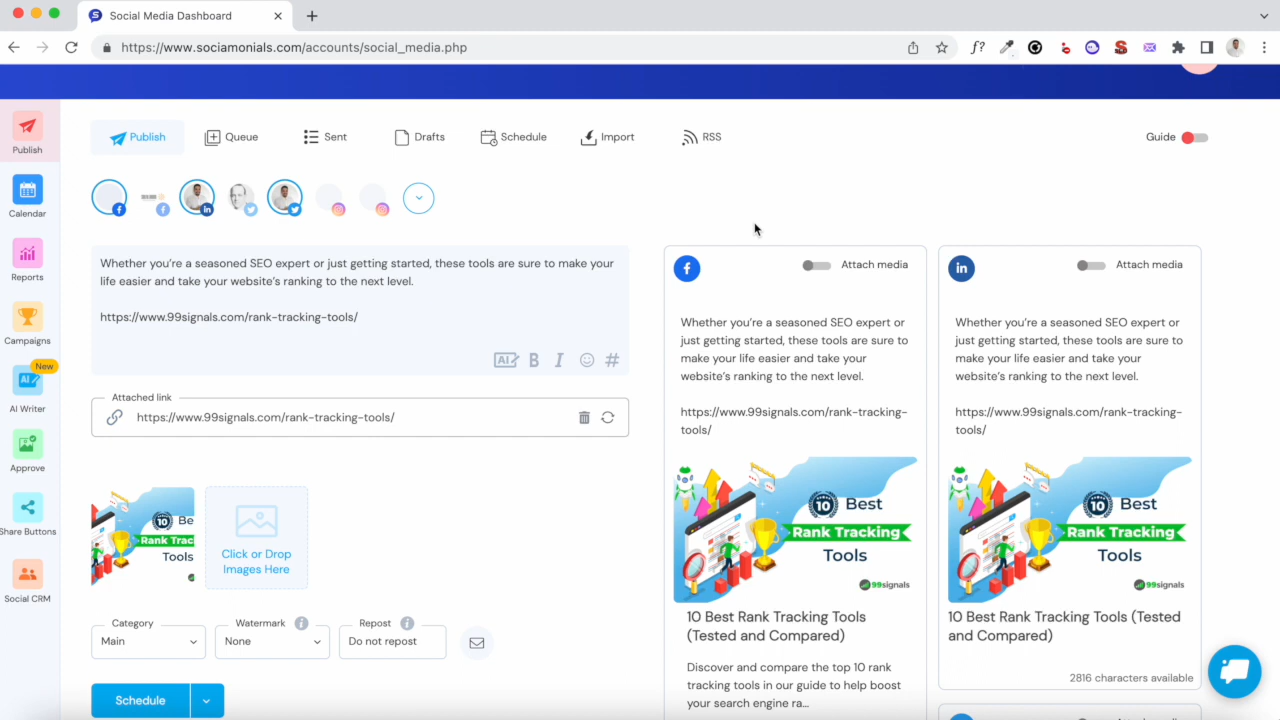 Social Media Dashboard
https://www.sociamonials.com/accounts/social_media.php
f?
Publish
Queue
Sent
Drafts
Schedule
Import
RSS
Guide
Publish
Calendar
Reports
Campaigns
New
AI Writer
Approve
Share Buttons
Social CRM
Whether you’re a seasoned SEO expert or just getting started, these tools are sure to make your
life easier and take your website’s ranking to the next level.
https://www.99signals.com/rank-tracking-tools/
AI B I #
Attached link
https://www.99signals.com/rank-tracking-tools/
10 Be
Rank Track
Tools
Click or Drop
Images Here
Category
Main
Watermark
None
Repost
Do not repost
Schedule
Attach media
Whether you’re a seasoned SEO expert or
just getting started, these tools are sure to
make your life easier and take your
website’s ranking to the next level.
https://www.99signals.com/rank-tracking-
tools/
10 Best
Rank Tracking
Tools
99signals
10 Best Rank Tracking Tools
(Tested and Compared)
Discover and compare the top 10 rank
tracking tools in our guide to help boost
your search engine ra...
in
Attach media
Whether you’re a seasoned SEO expert or
just getting started, these tools are sure to
make your life easier and take your
website’s ranking to the next level.
https://www.99signals.com/rank-tracking-
tools/
10 Best
Rank Tracking
Tools
99signals
10 Best Rank Tracking Tools (Tested
and Compared)
2816 characters available